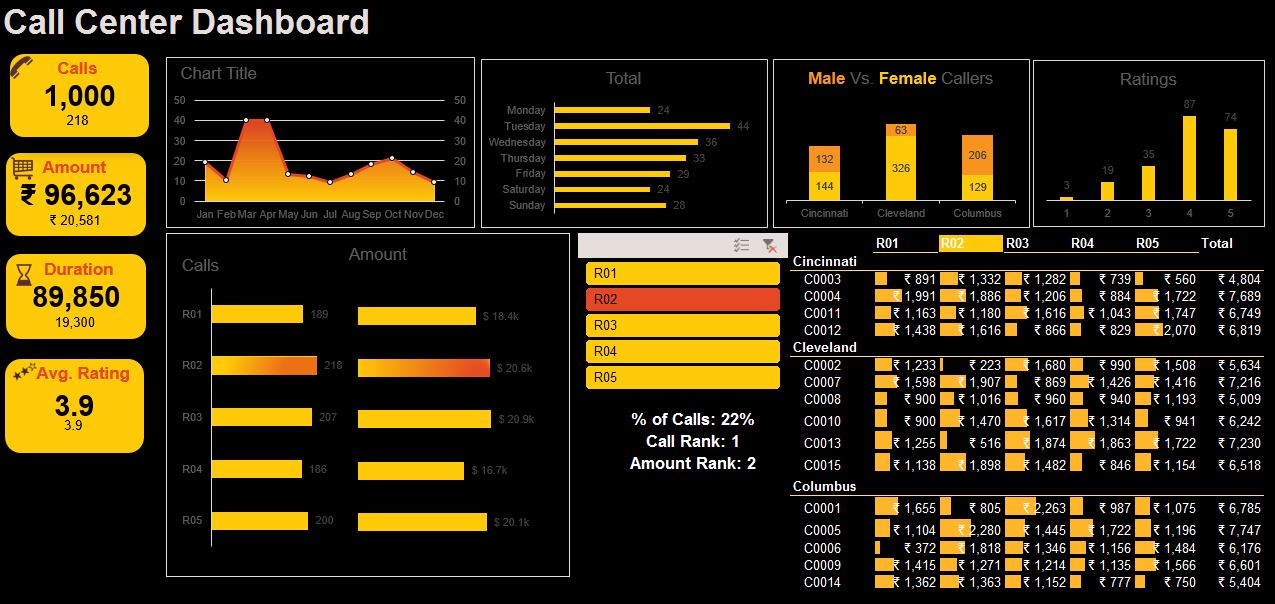 Call Center Dashboard
Calls
1,000
218
Amount
₹ 96,623
₹ 20,581
Duration
89,850
19,300
Avg. Rating
3.9
3.9
Chart Title
50 50
40 40
30 30
20 20
10 10
0 0
Jan Feb Mar Apr May Jun Jul Aug Sep Oct Nov Dec
Total
Monday 24
Tuesday 44
Wednesday 36
Thursday 33
Friday 29
Saturday 24
Sunday 28
Male Vs. Female Callers
132 63 206
144 326 129
Cincinnati Cleveland Columbus
Ratings
3 19 35 87 74
1 2 3 4 5
Calls Amount
R01 189 $ 18.4k
R02 218 $ 20.6k
R03 207 $ 20.9k
R04 186 $ 16.7k
R05 200 $ 20.1k
R01
R02
R03
R04
R05
% of Calls: 22%
Call Rank: 1
Amount Rank: 2
R01 R02 R03 R04 R05 Total
Cincinnati
C0003 ₹ 891 ₹ 1,332 ₹ 1,282 ₹ 739 ₹ 560 ₹ 4,804
C0004 ₹ 1,991 ₹ 1,886 ₹ 1,206 ₹ 884 ₹ 1,722 ₹ 7,689
C0011 ₹ 1,163 ₹ 1,180 ₹ 1,616 ₹ 1,043 ₹ 1,747 ₹ 6,749
C0012 ₹ 1,438 ₹ 1,616 ₹ 866 ₹ 829 ₹ 2,070 ₹ 6,819
Cleveland
C0002 ₹ 1,233 ₹ 223 ₹ 1,680 ₹ 990 ₹ 1,508 ₹ 5,634
C0007 ₹ 1,598 ₹ 1,907 ₹ 869 ₹ 1,426 ₹ 1,416 ₹ 7,216
C0008 ₹ 900 ₹ 1,016 ₹ 960 ₹ 940 ₹ 1,193 ₹ 5,009
C0010 ₹ 900 ₹ 1,470 ₹ 1,617 ₹ 1,314 ₹ 941 ₹ 6,242
C0013 ₹ 1,255 ₹ 516 ₹ 1,874 ₹ 1,863 ₹ 1,722 ₹ 7,230
C0015 ₹ 1,138 ₹ 1,898 ₹ 1,482 ₹ 846 ₹ 1,154 ₹ 6,518
Columbus
C0001 ₹ 1,655 ₹ 805 ₹ 2,263 ₹ 987 ₹ 1,075 ₹ 6,785
C0005 ₹ 1,104 ₹ 2,280 ₹ 1,445 ₹ 1,722 ₹ 1,196 ₹ 7,747
C0006 ₹ 372 ₹ 1,818 ₹ 1,346 ₹ 1,156 ₹ 1,484 ₹ 6,176
C0009 ₹ 1,415 ₹ 1,271 ₹ 1,214 ₹ 1,135 ₹ 1,566 ₹ 6,601
C0014 ₹ 1,362 ₹ 1,363 ₹ 1,152 ₹ 777 ₹ 750 ₹ 5,404